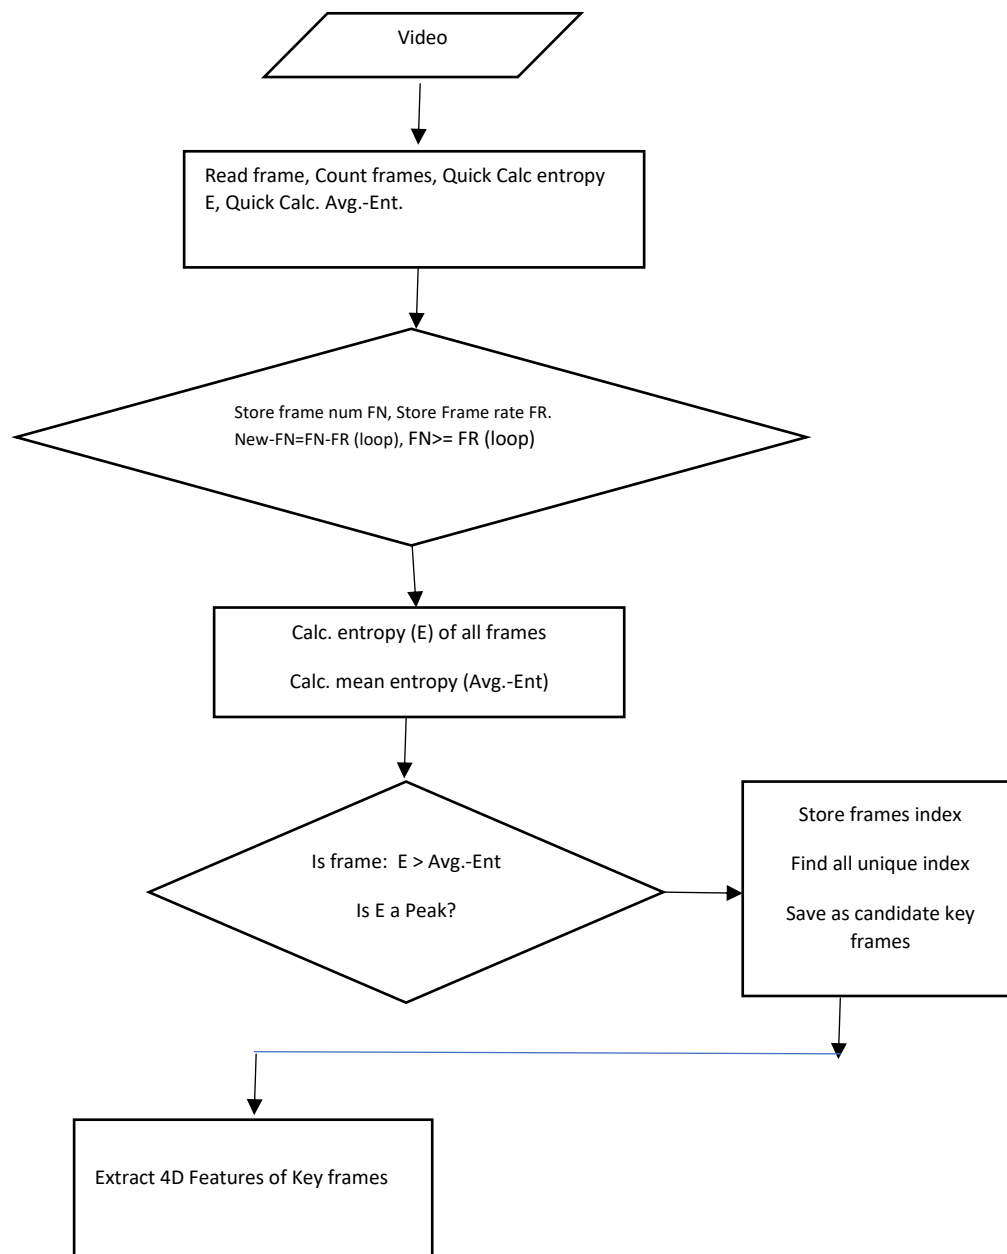 Video
Read frame, Count frames, Quick Calc entropy
E, Quick Calc. Avg.-Ent.
Store frame num FN, Store Frame rate FR.
New-FN=FN-FR (loop), FN>= FR (loop)
Calc. entropy (E) of all frames
Calc. mean entropy (Avg.-Ent)
Is frame: E > Avg.-Ent
Is E a Peak?
Store frames index
Find all unique index
Save as candidate key
frames
Extract 4D Features of Key frames